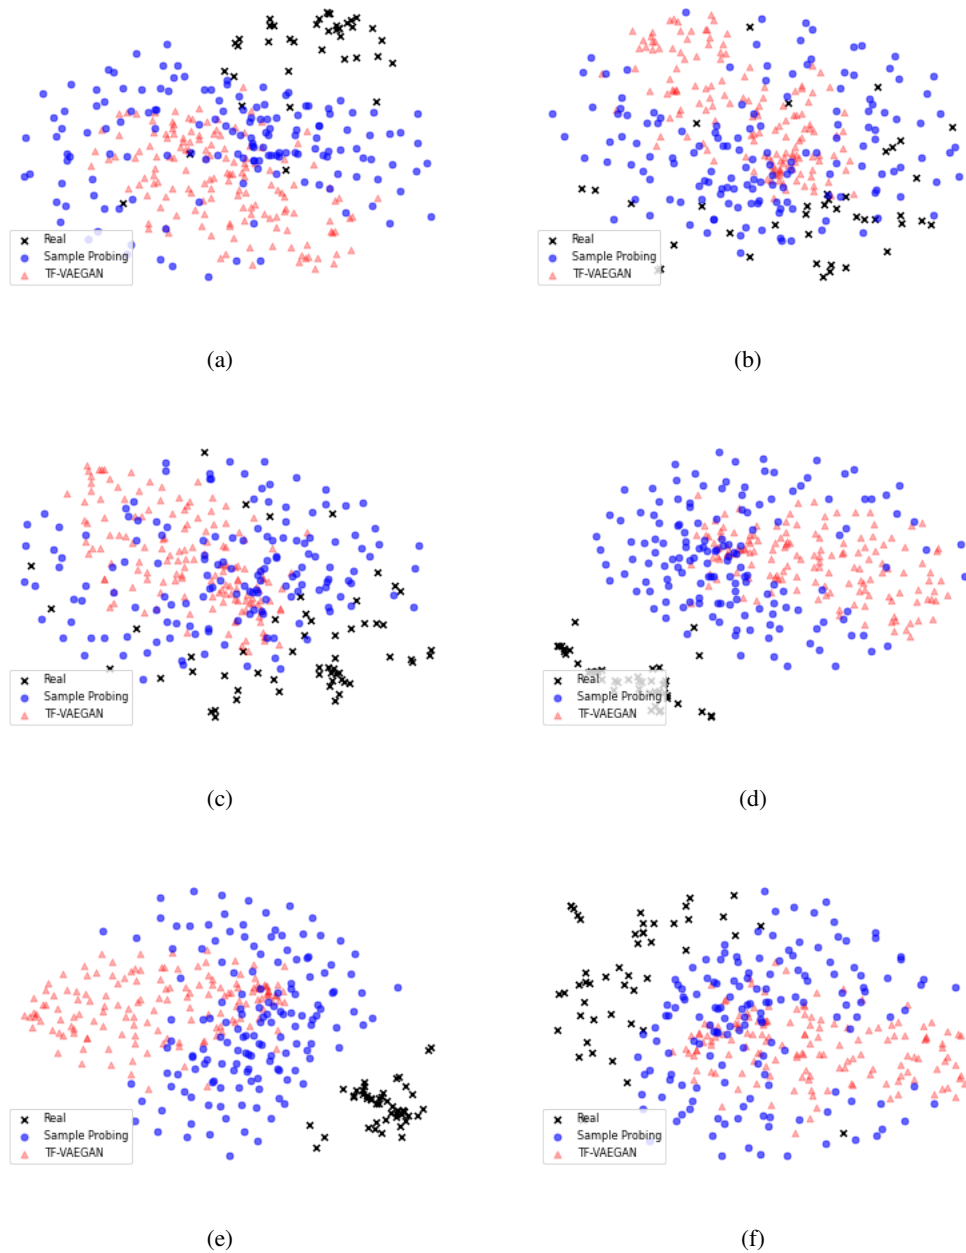 Real
Sample Probing
TF-VAEGAN
Real
Sample Probing
TF-VAEGAN
(a)
(b)
Real
Sample Probing
TF-VAEGAN
Real
Sample Probing
TF-VAEGAN
(c)
(d)
Real
Sample Probing
TF-VAEGAN
Real
Sample Probing
TF-VAEGAN
(e)
(f)